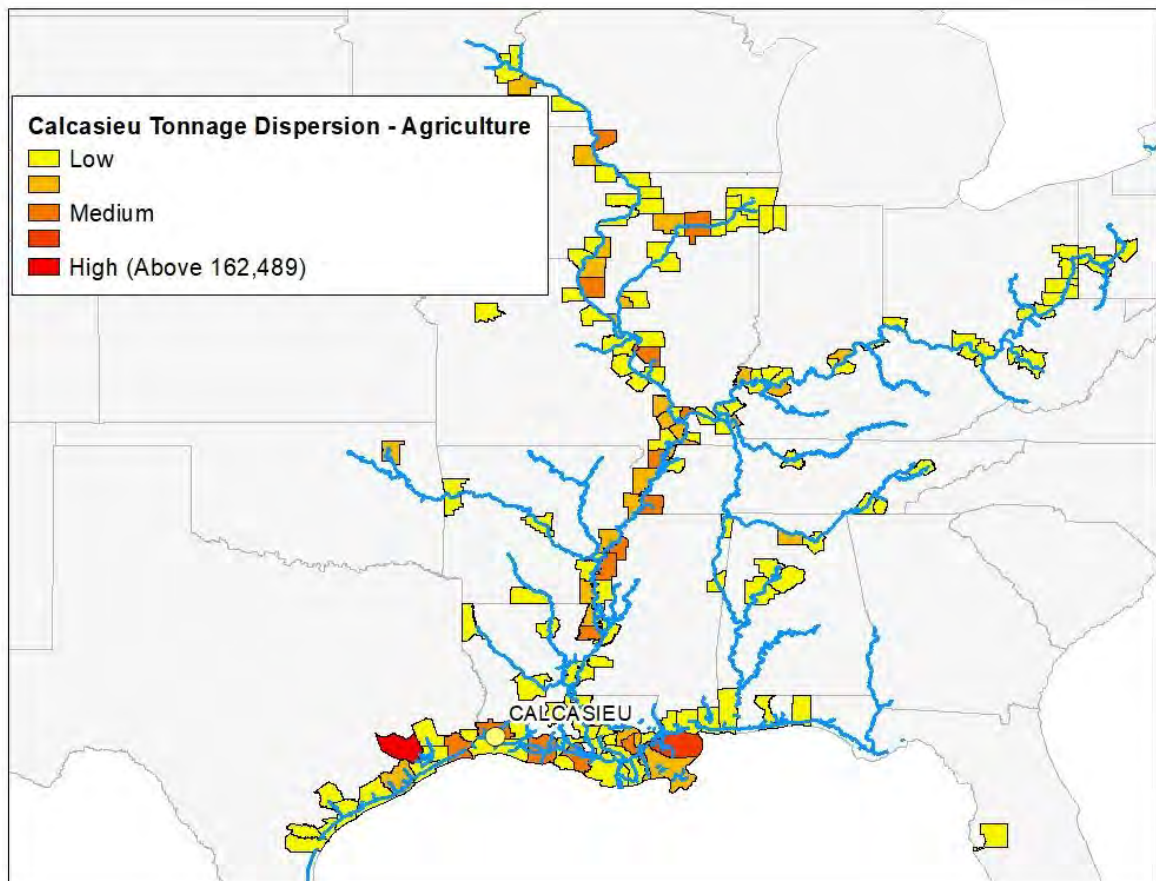 Calcasieu Tonnage Dispersion - Agriculture
Low
Medium
High (Above 162,489)
CALCASIEU